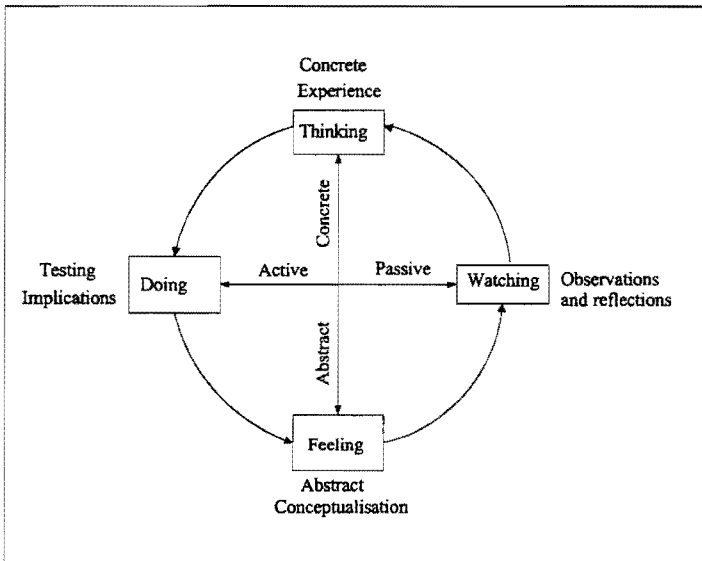 Concrete
Experience
Thinking
Concrete
Testing
Implications
Doing
Active
Passive
Watching
Observations
and reflections
Abstract
Feeling
Abstract
Conceptualisation